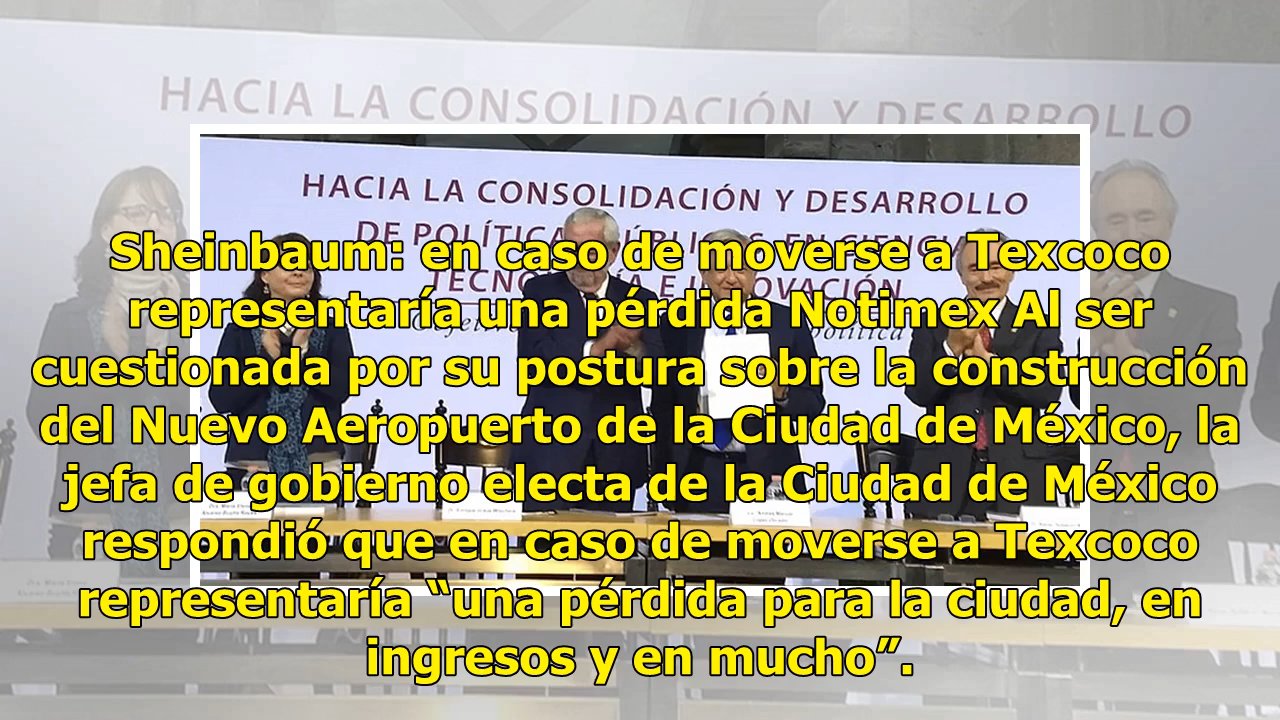 HACIA LA CONSOLIDACIÓN Y DESARROLLO
HACIA LA CONSOLIDACIÓN Y DESARROLLO
Sheinbaum: en caso de moverse a Texcoco
representaría una pérdida Notimex Al ser
cuestionada por su postura sobre la construcción
del Nuevo Aeropuerto de la Ciudad de México, la
jefa de gobierno electa de la Ciudad de México
respondió que en caso de moverse a Texcoco
representaría “una pérdida para la ciudad, en
ingresos y en mucho”.